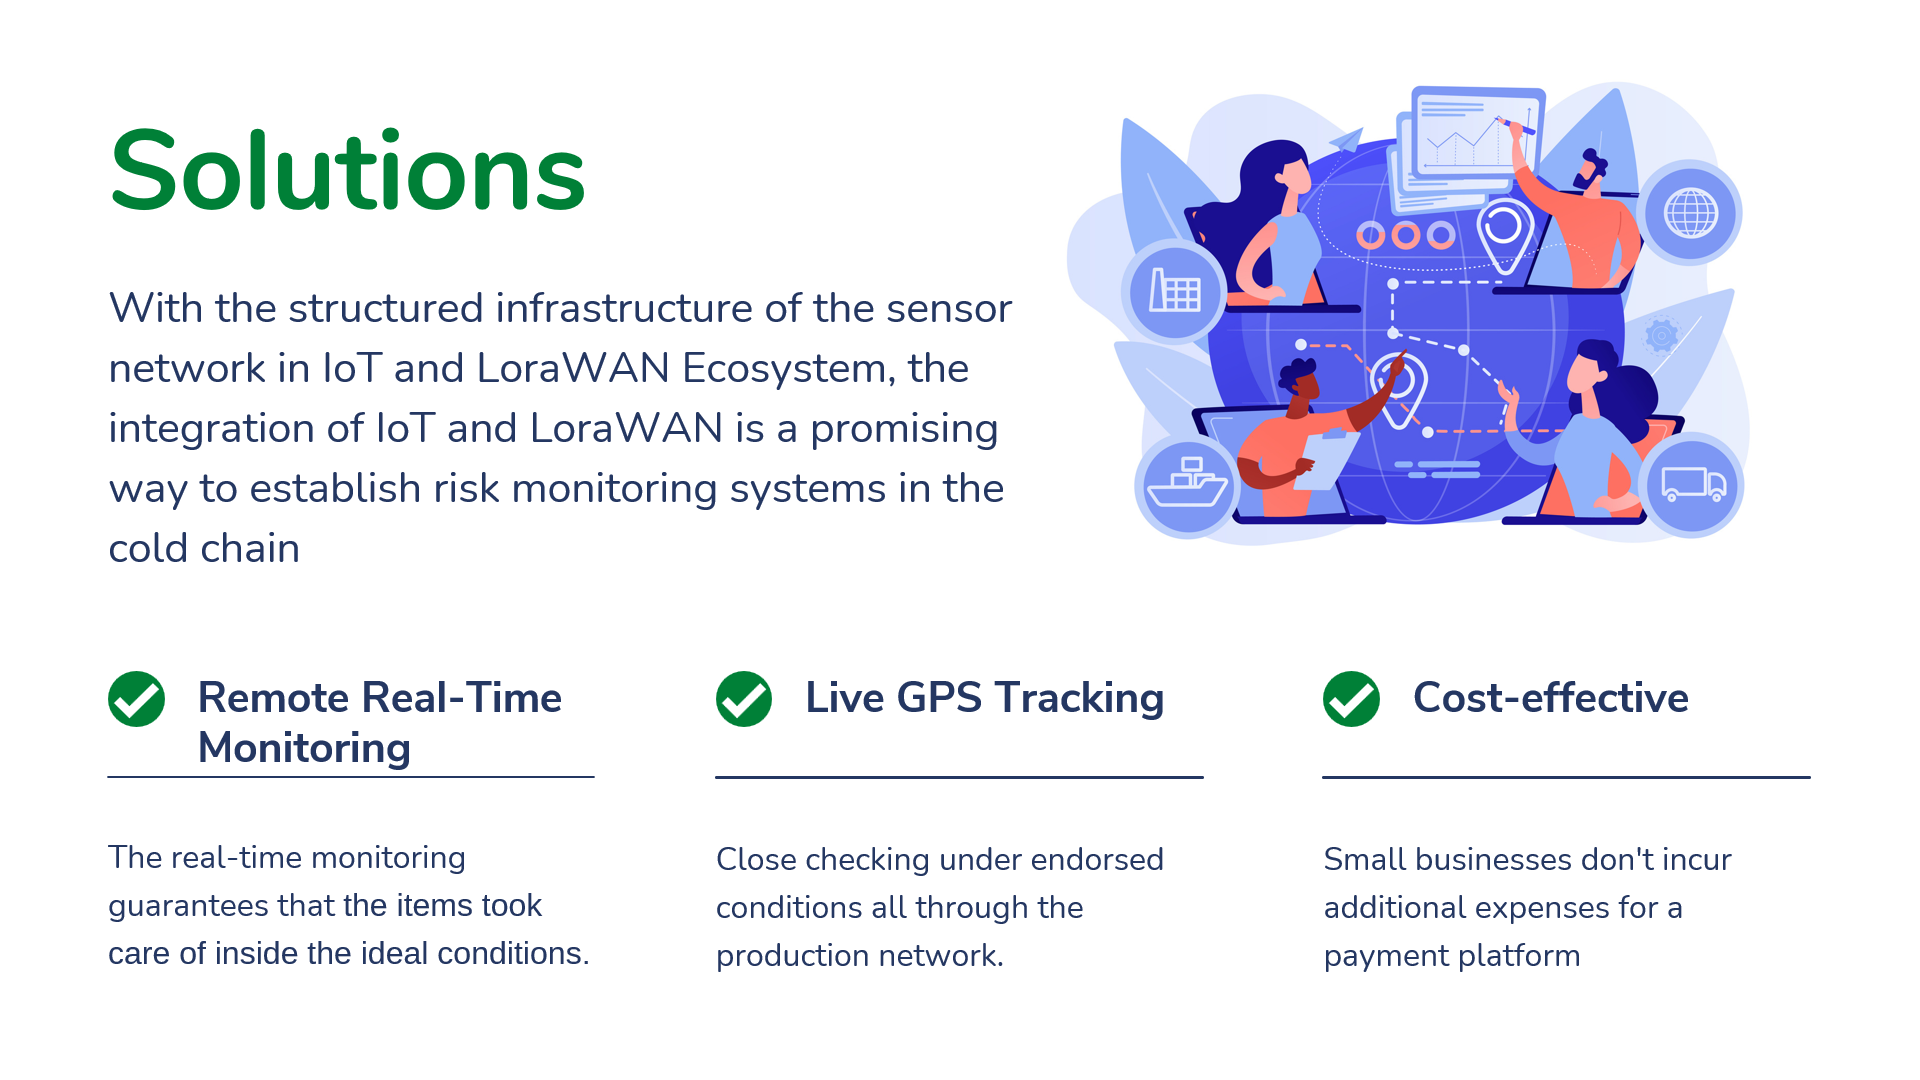 Solutions
With the structured infrastructure of the sensor
network in IoT and LoraWAN Ecosystem, the
integration of IoT and LoraWAN is a promising
way to establish risk monitoring systems in the
cold chain
Remote Real-Time
Monitoring
The real-time monitoring
guarantees that the items took
care of inside the ideal conditions.
Live GPS Tracking
Close checking under endorsed
conditions all through the
production network.
Cost-effective
Small businesses don't incur
additional expenses for a
payment platform